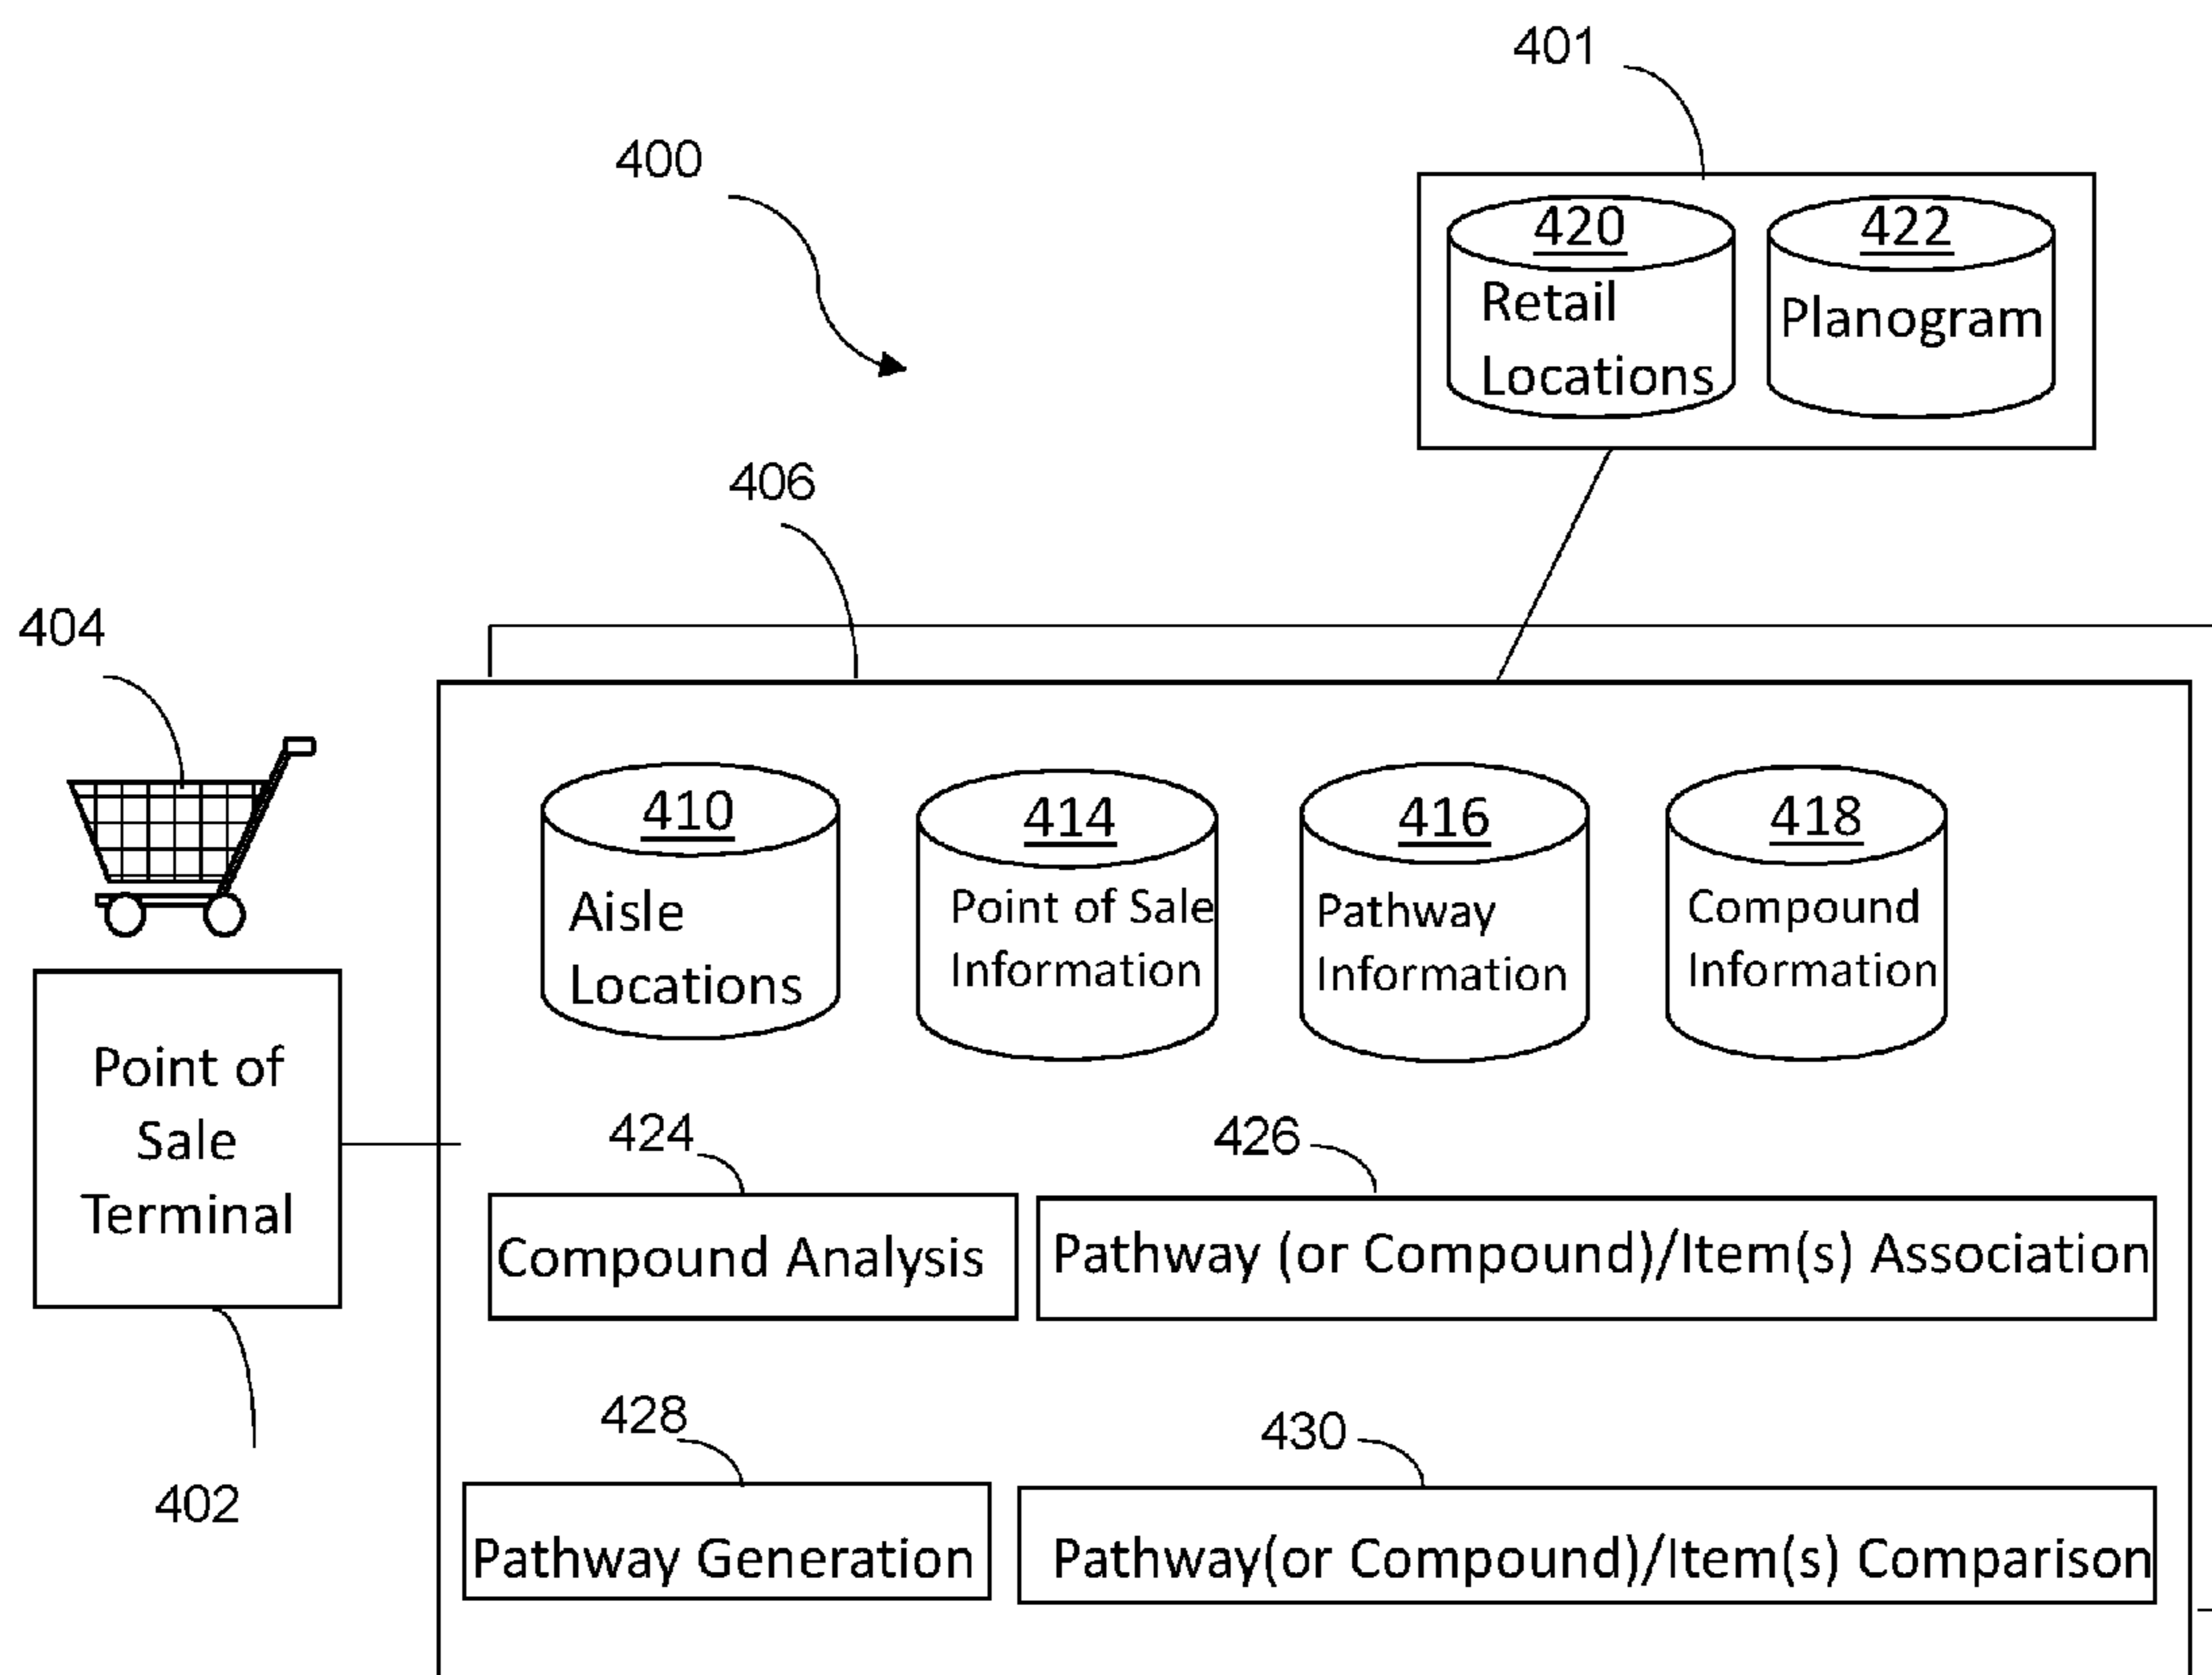 401
400
420
Retail
Locations
422
Planogram
406
404
410
Aisle
Locations
414
Point of Sale
Information
416
Pathway
Information
418
Compound
Information
Point of
Sale
Terminal
402
424
Compound Analysis
426
Pathway (or Compound)/Item(s) Association
428
Pathway Generation
430
Pathway(or Compound)/Item(s) Comparison